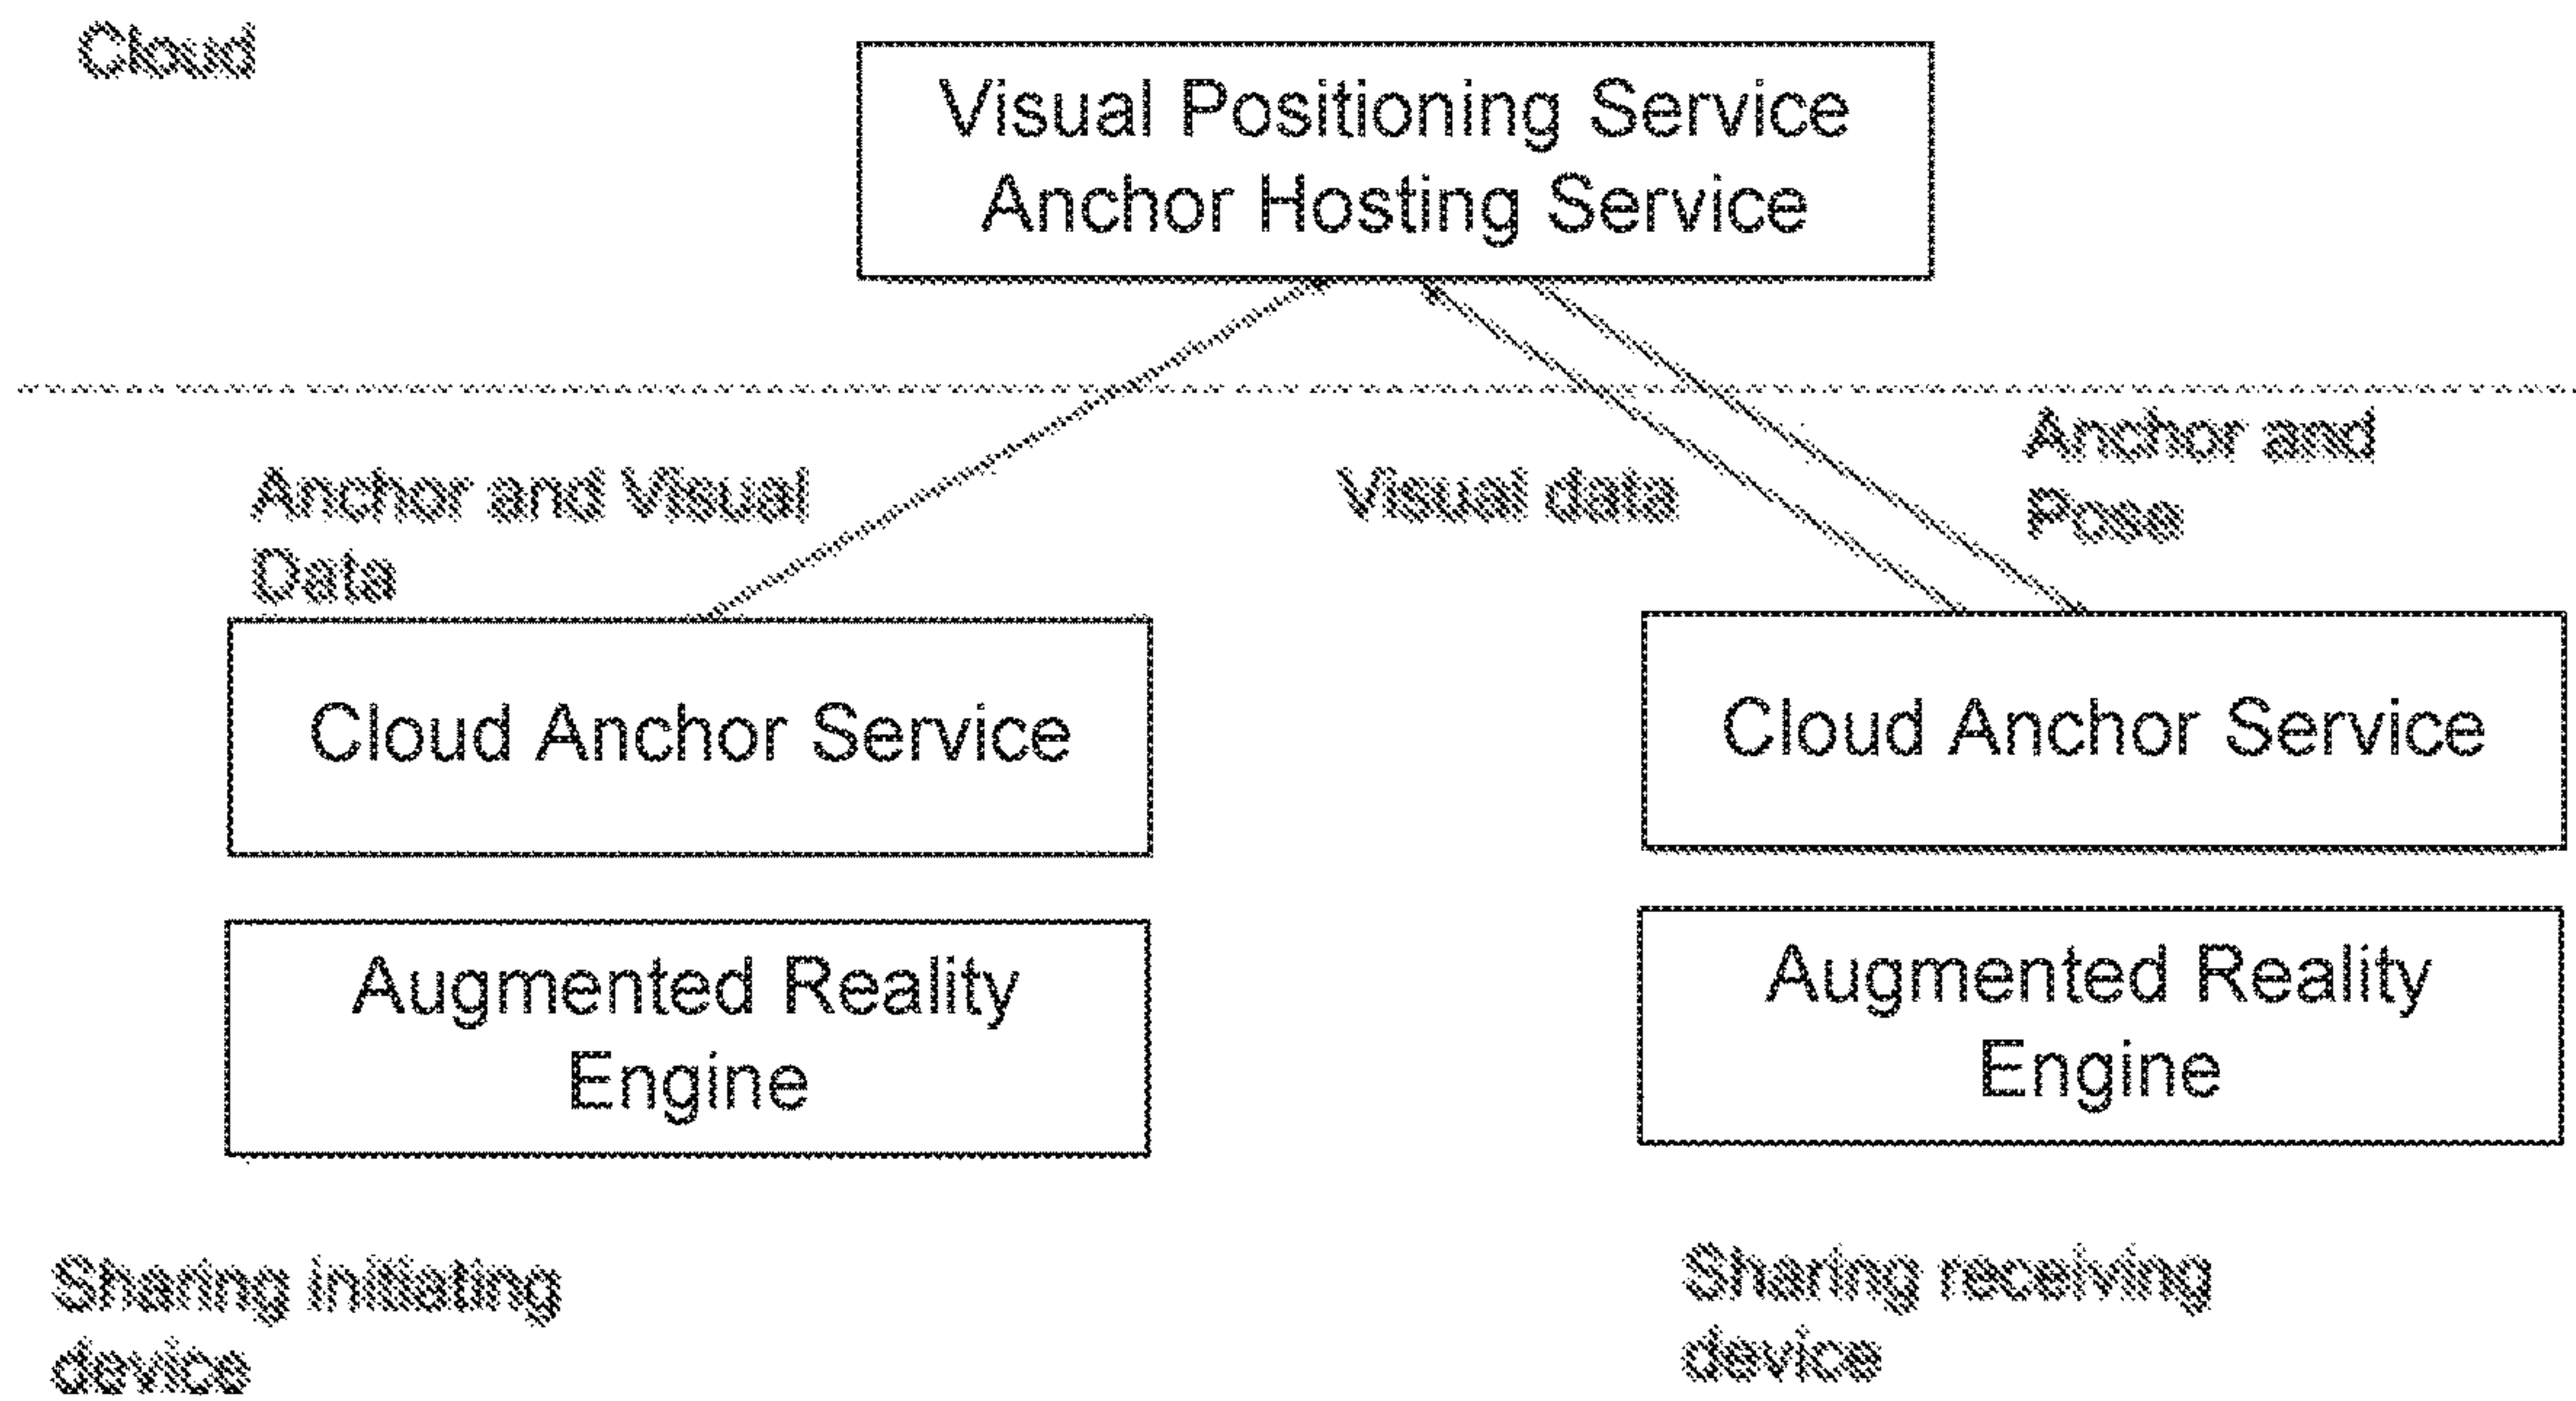 Cloud
Visual Positioning Service
Anchor Hosting Service
Anchor and Visual
Data
Visual data
Anchor and
Pose
Cloud Anchor Service
Cloud Anchor Service
Augmented Reality
Engine
Augmented Reality
Engine
Sharing initiating
device
Sharing receiving
device